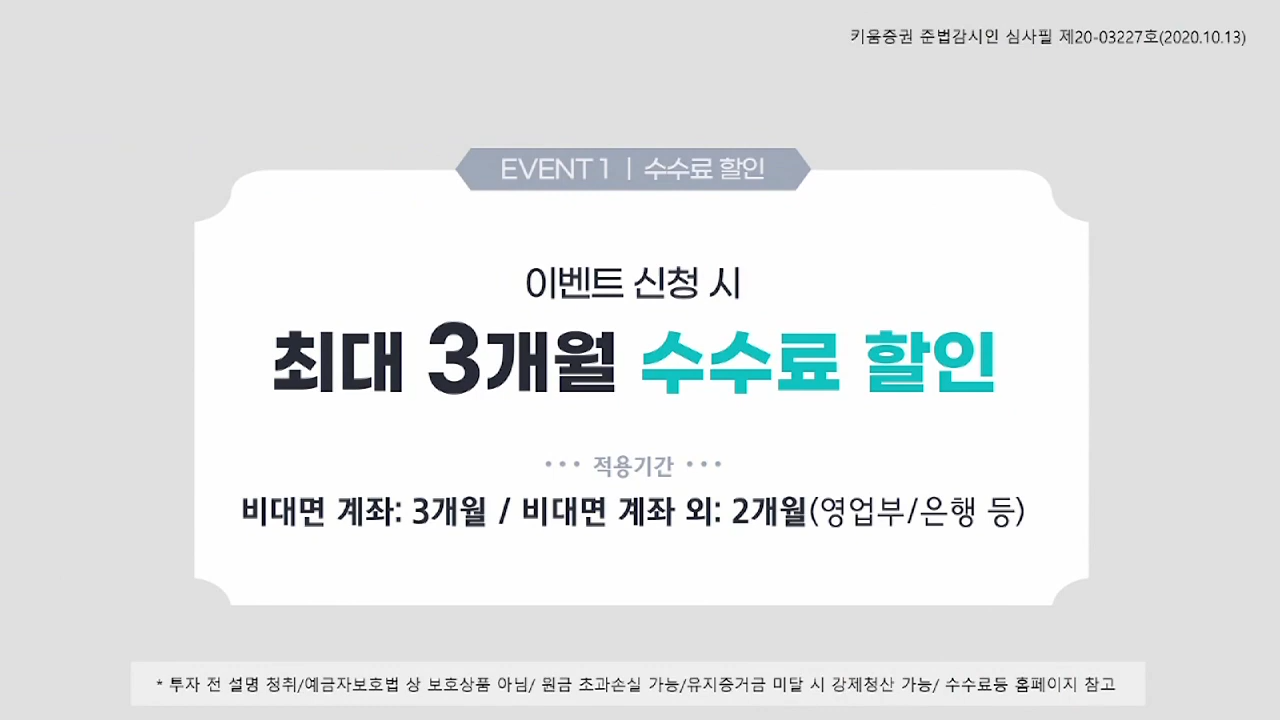 키움증권 준법감시인 심사필 제20-03227호(2020.10.13)
EVENT 1 | 수수료 할인
이벤트 신청 시
최대 3개월 수수료 할인
••• 적용기간 •••
비대면 계좌: 3개월 / 비대면 계좌 외: 2개월(영업부/은행 등)
* 투자 전 설명 청취/예금자보호법 상 보호상품 아님/ 원금 초과손실 가능/유지증거금 미달 시 강제청산 가능/ 수수료등 홈페이지 참고